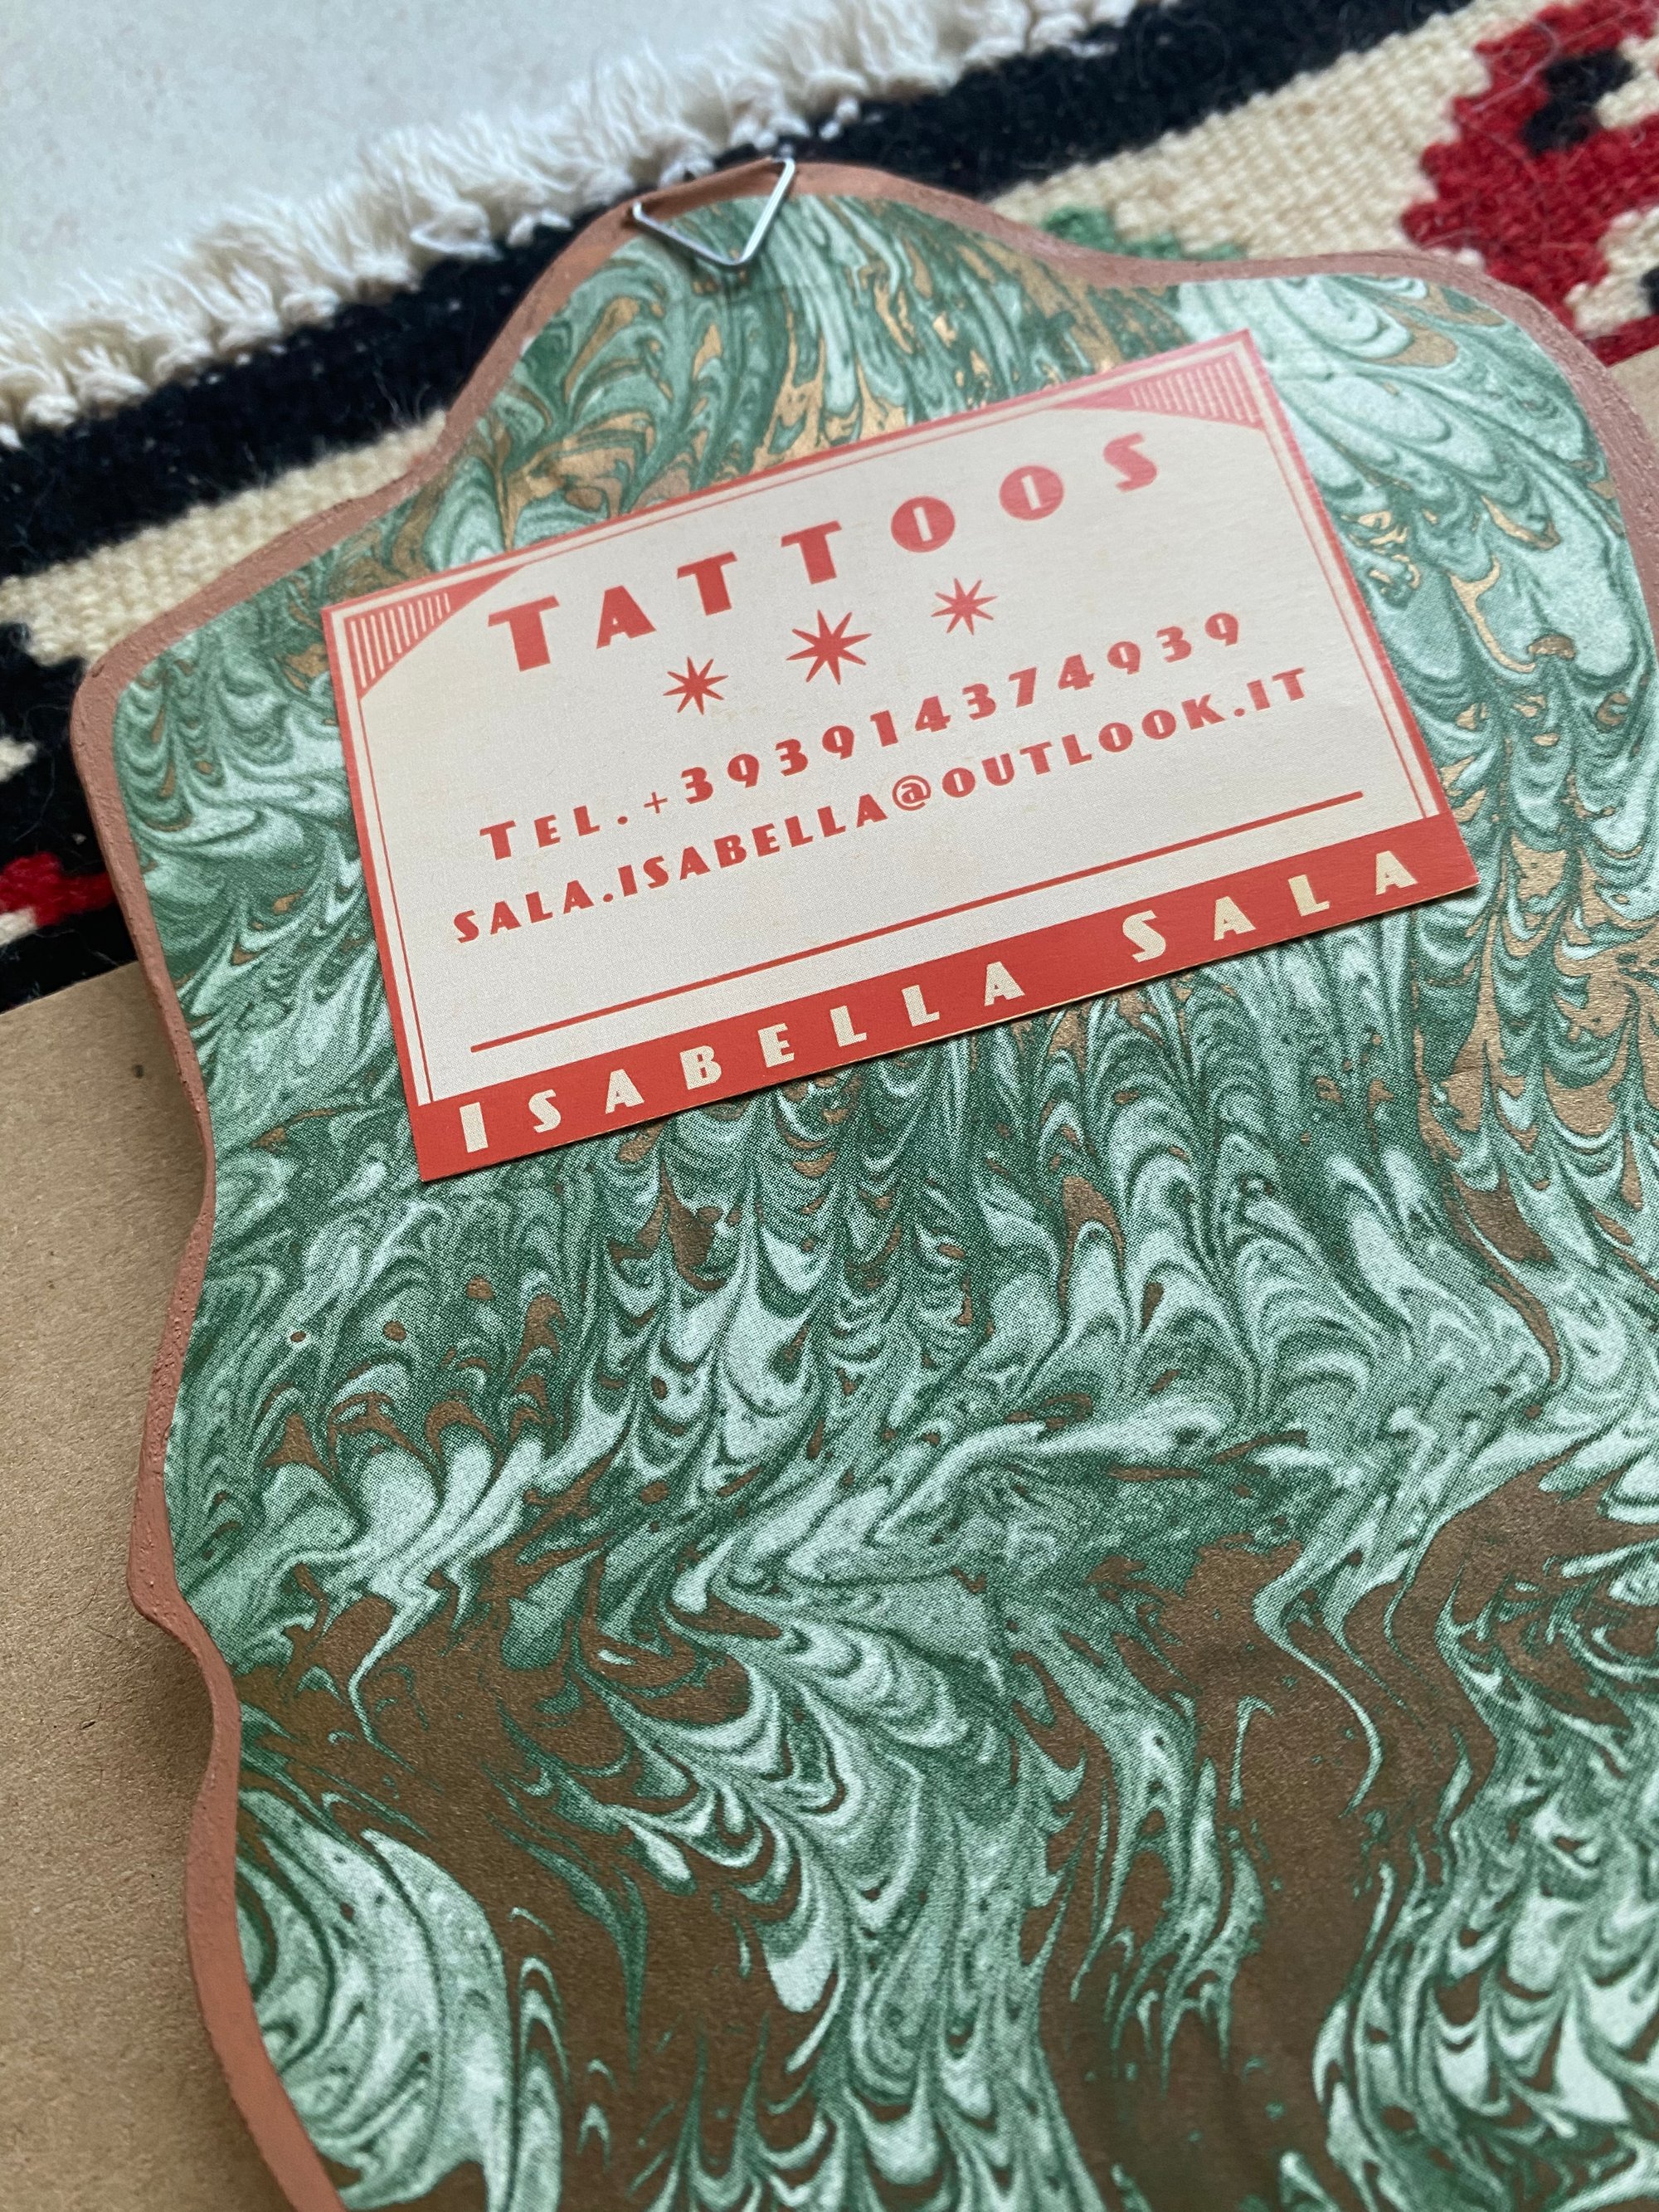 TATTOOS
TEL.+393914374939
SALA.ISABELLA@OUTLOOK.IT
ISABELLA SALA